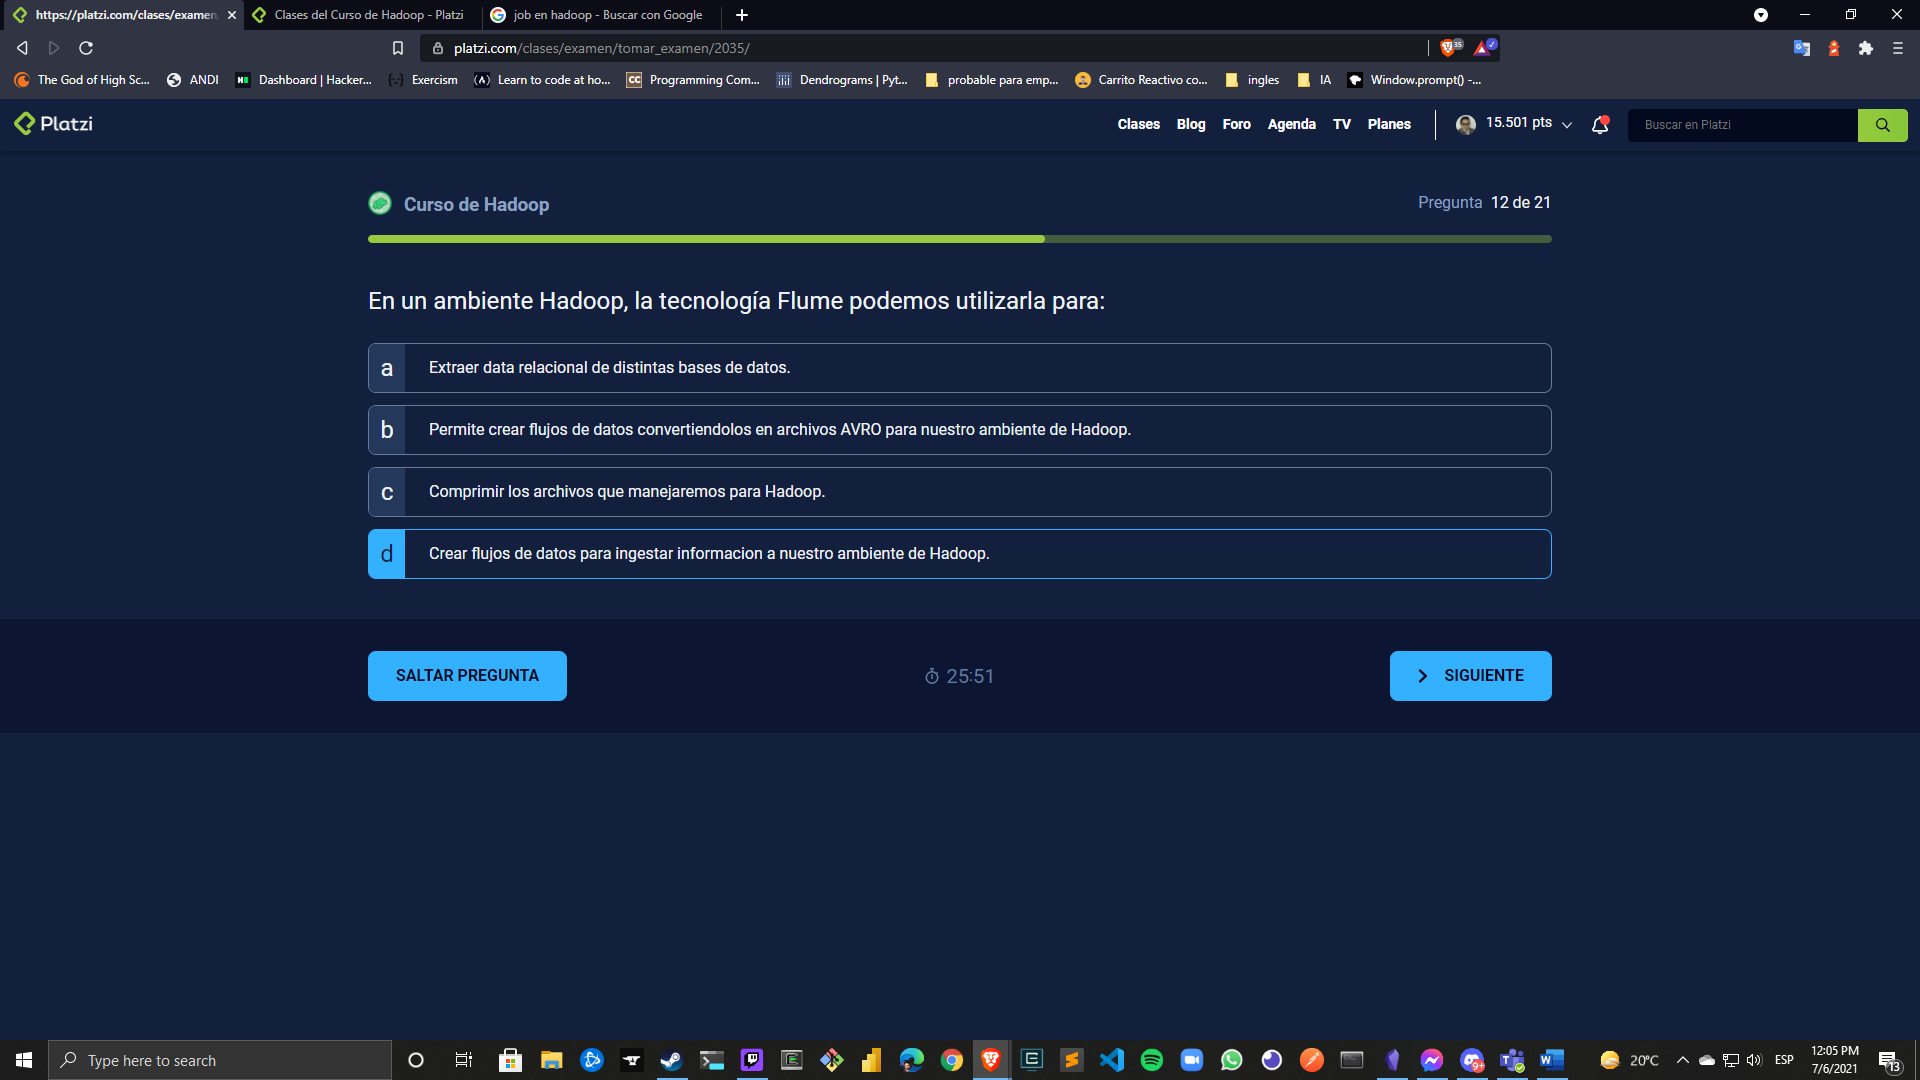 https://platzi.com/clases/examen
Clases del Curso de Hadoop - Platzi
job en hadoop - Buscar con Google
platzi.com/clases/examen/tomar_examen/2035/
35
The God of High Sc...
ANDI
Dashboard | Hacker...
Exercism
Learn to code at ho...
CC
Programming Com...
Dendrograms | Pyt...
probable para emp...
Carrito Reactivo co...
ingles
IA
Window.prompt() -...
Platzi
Clases
Blog
Foro
Agenda
TV
Planes
15.501 pts
Buscar en Platzi
Curso de Hadoop
Pregunta 12 de 21
En un ambiente Hadoop, la tecnología Flume podemos utilizarla para:
a Extraer data relacional de distintas bases de datos.
b Permite crear flujos de datos convertiendolos en archivos AVRO para nuestro ambiente de Hadoop.
c Comprimir los archivos que manejaremos para Hadoop.
d Crear flujos de datos para ingestar informacion a nuestro ambiente de Hadoop.
SALTAR PREGUNTA
25:51
SIGUIENTE
Type here to search
9+
20°C
ESP
12:05 PM
7/6/2021
13